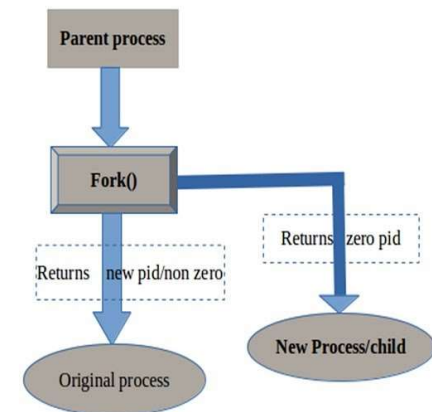 Parent process
Fork()
Returns new pid/non zero
Returns zero pid
Original process
New Process/child